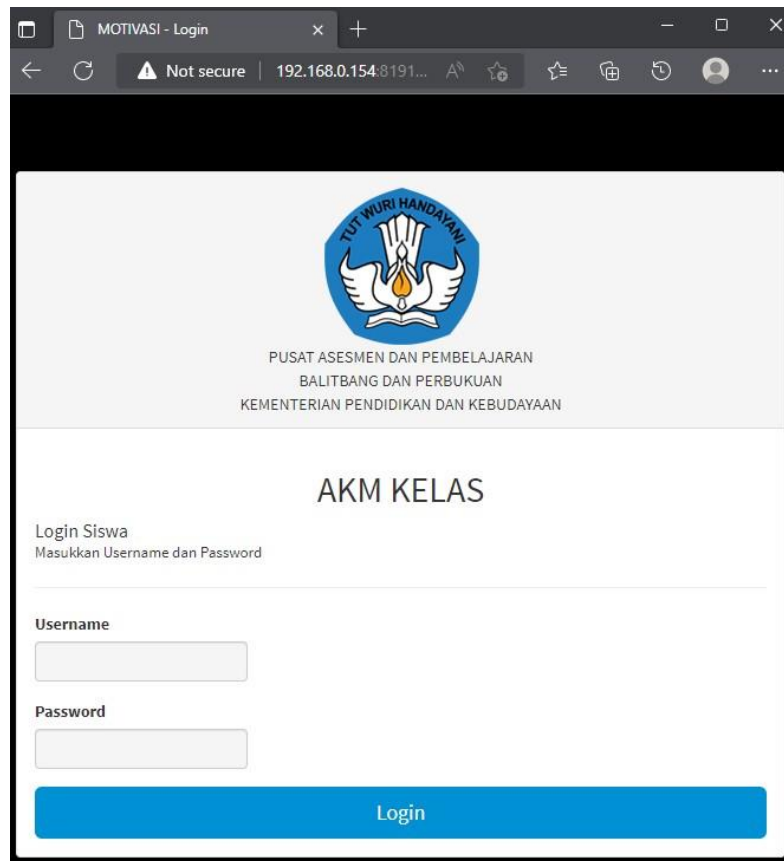 MOTIVASI - Login
Not secure 192.168.0.154:8191...
TUT WURI HANDAYANI
PUSAT ASESMEN DAN PEMBELAJARAN
BALITBANG DAN PERBUKUAN
KEMENTERIAN PENDIDIKAN DAN KEBUDAYAAN
AKM KELAS
Login Siswa
Masukkan Username dan Password
Username
Password
Login